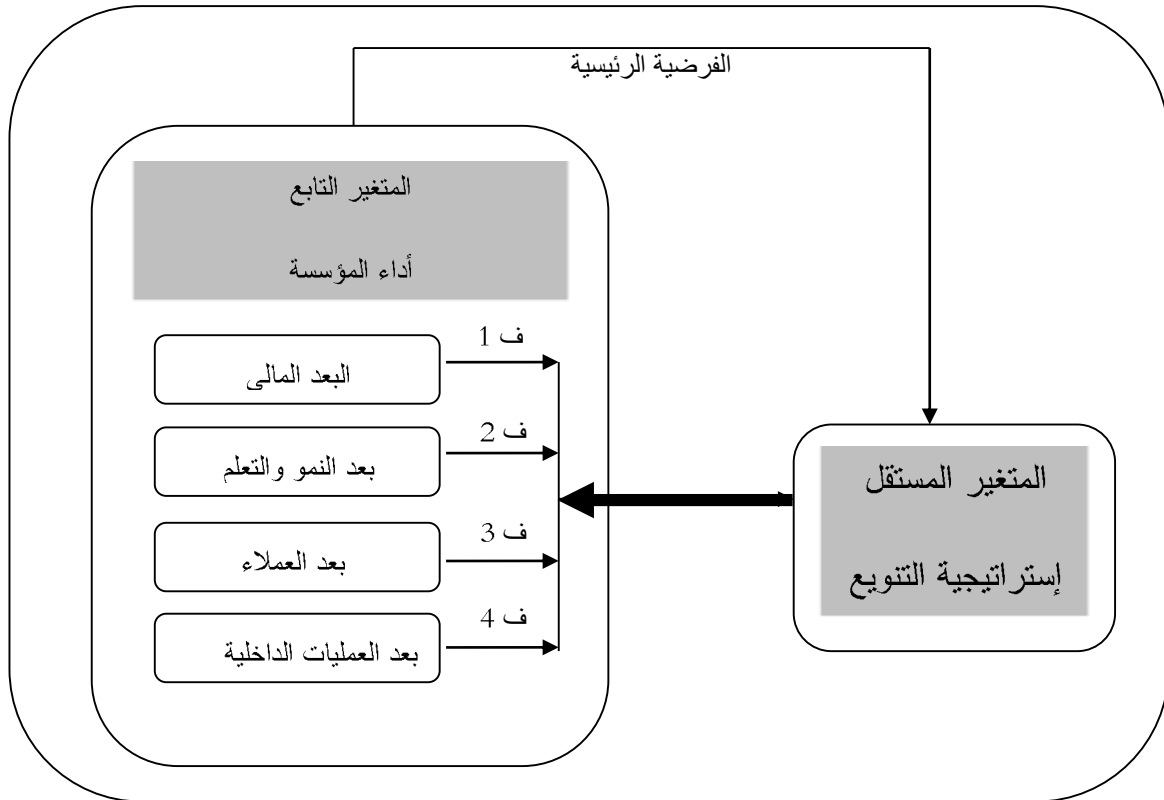 الفرضية الرئيسية
المتغير المستقل
إستراتيجية التنويع
المتغير التابع
أداء المؤسسة
ف 1
البعد المالي
ف 2
بعد النمو والتعلم
ف 3
بعد العملاء
ف 4
بعد العمليات الداخلية